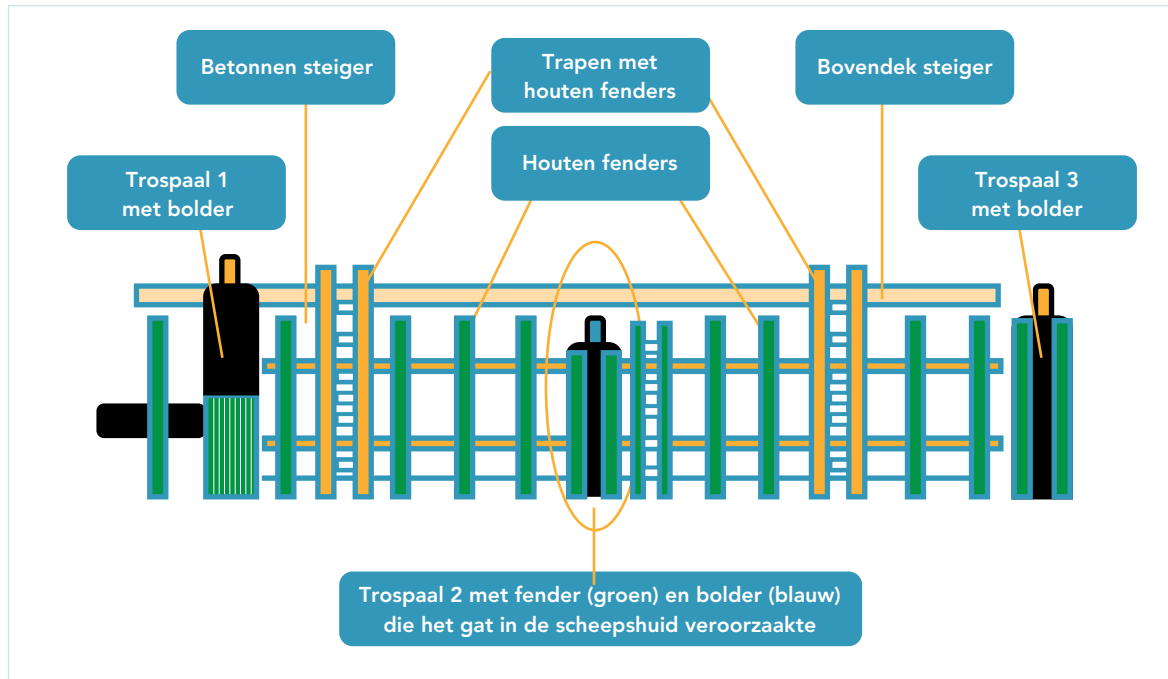 Betonnen steiger
Trapen met
houten fenders
Bovendek steiger
Houten fenders
Trospaal 1
met bolder
Trospaal 3
met bolder
Trospaal 2 met fender (groen) en bolder (blauw)
die het gat in de scheepshuid veroorzaakte